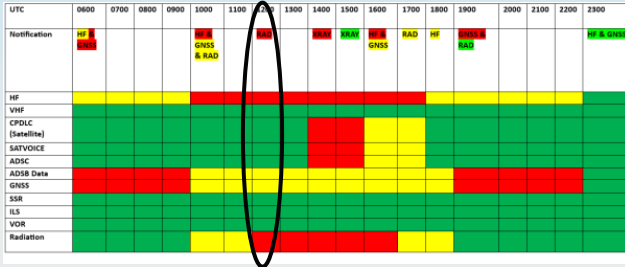 UTC 0600 0700 0800 0900 1000 1100 1200 1300 1400 1500 1600 1700 1800 1900 2000 2100 2200 2300
Notification HF & GNSS HF & GNSS & RAD RAD XRAY XRAY HF & GNSS RAD HF GNSS & RAD HF & GNSS
HF
VHF
CPDLC
(Satellite)
SATVOICE
ADSC
ADSB Data
GNSS
SSR
ILS
VOR
Radiation